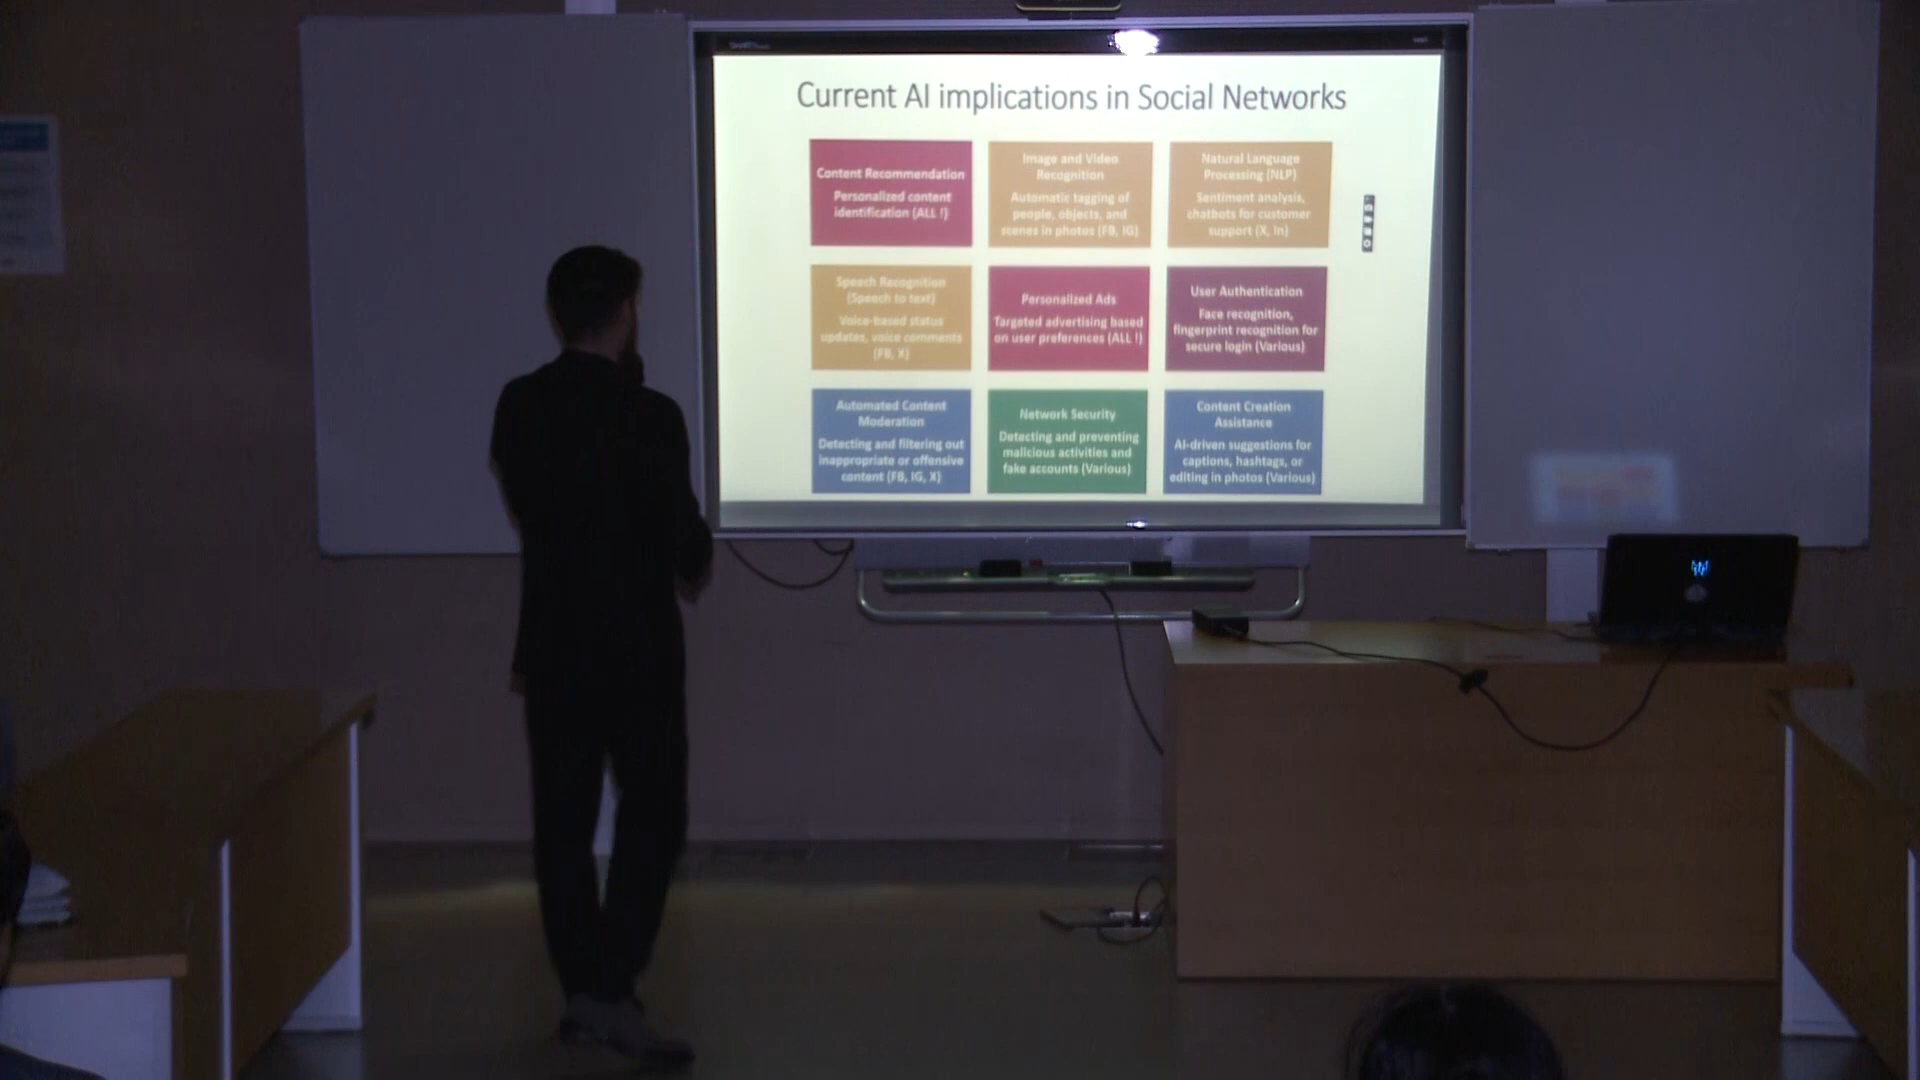 Current AI implications in Social Networks
Content Recommendation
Personalized content
identification (ALL !)
Image and Video
Recognition
Automatic tagging of
people, objects, and
scenes in photos (FB, IG)
Natural Language
Processing (NLP)
Sentiment analysis,
chatbots for customer
support (X, In)
Speech Recognition
(Speech to text)
Voice-based status
updates, voice comments
(FB, X)
Personalized Ads
Targeted advertising based
on user preferences (ALL !)
User Authentication
Face recognition,
fingerprint recognition for
secure login (Various)
Automated Content
Moderation
Detecting and filtering out
inappropriate or offensive
content (FB, IG, X)
Network Security
Detecting and preventing
malicious activities and
fake accounts (Various)
Content Creation
Assistance
AI-driven suggestions for
captions, hashtags, or
editing in photos (Various)